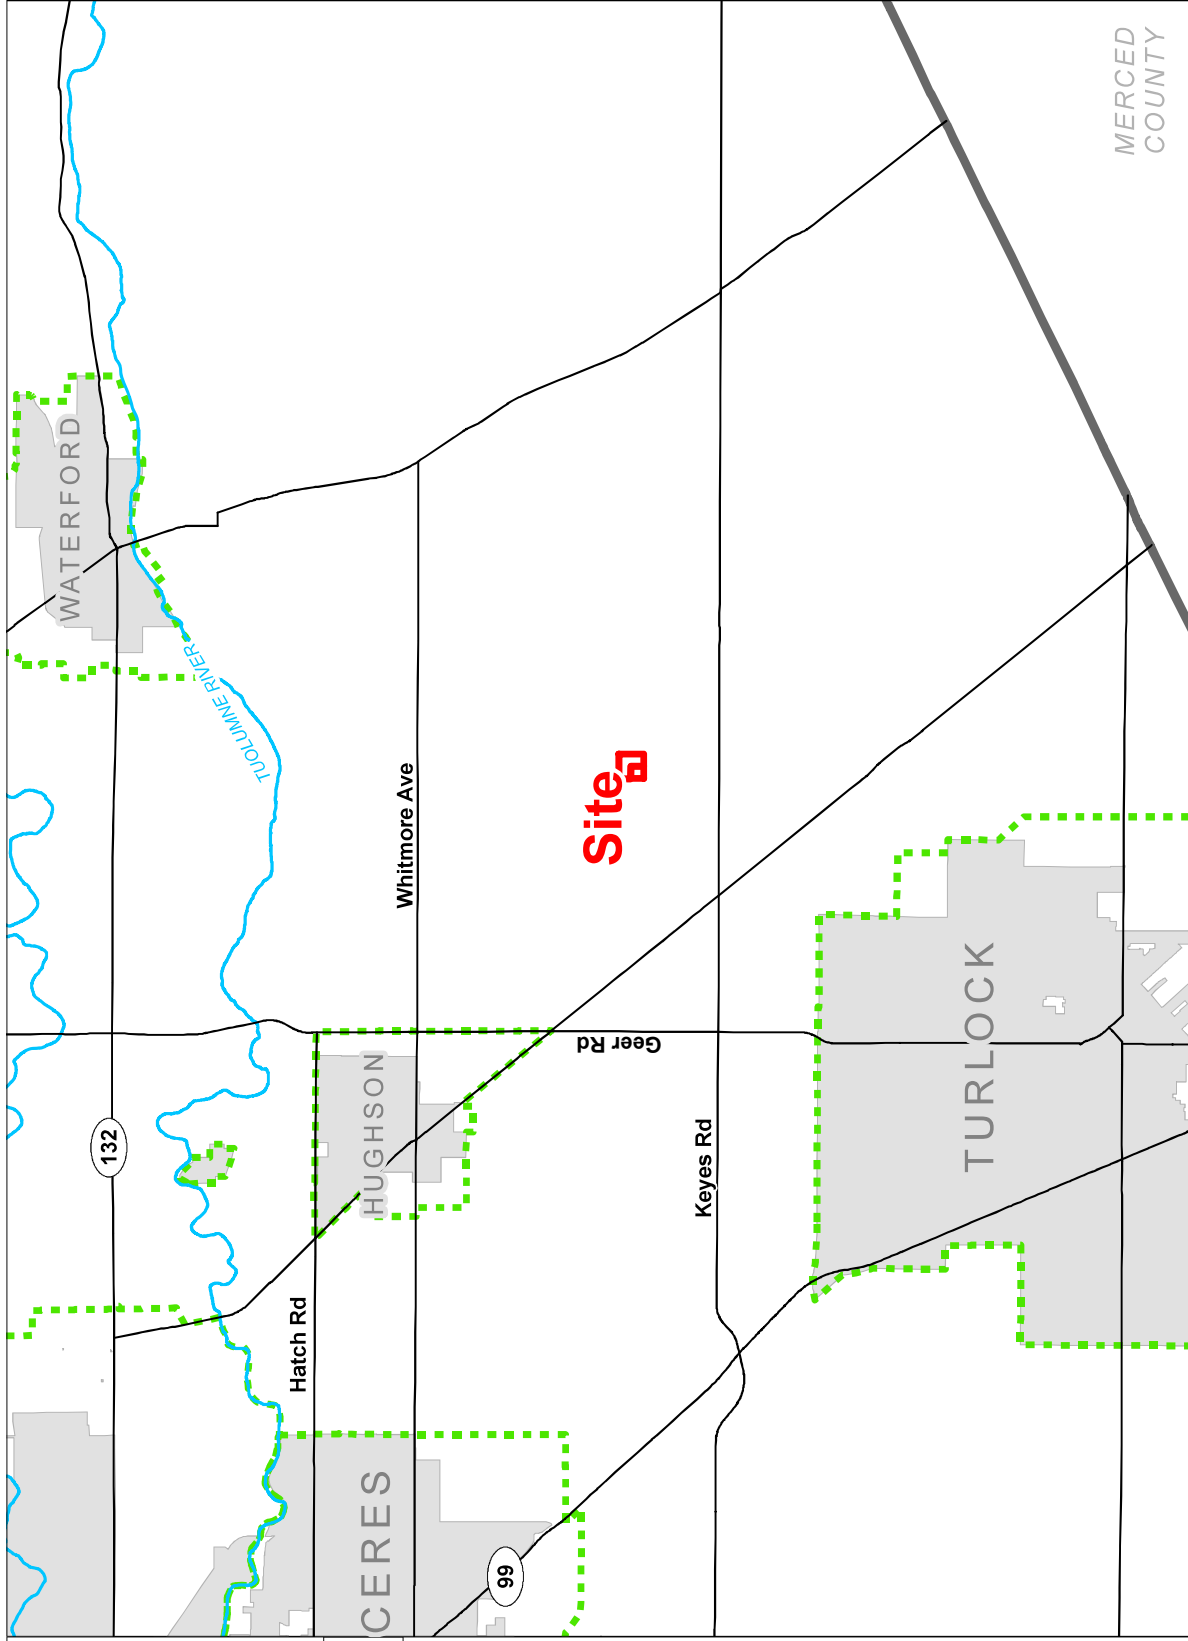 WATERFORD
MERCED
COUNTY
TUOLUMNE RIVER
Whitmore Ave
Site
132
HUGHSON
Geer Rd
Keyes Rd
TURLOCK
Hatch Rd
CERES
99